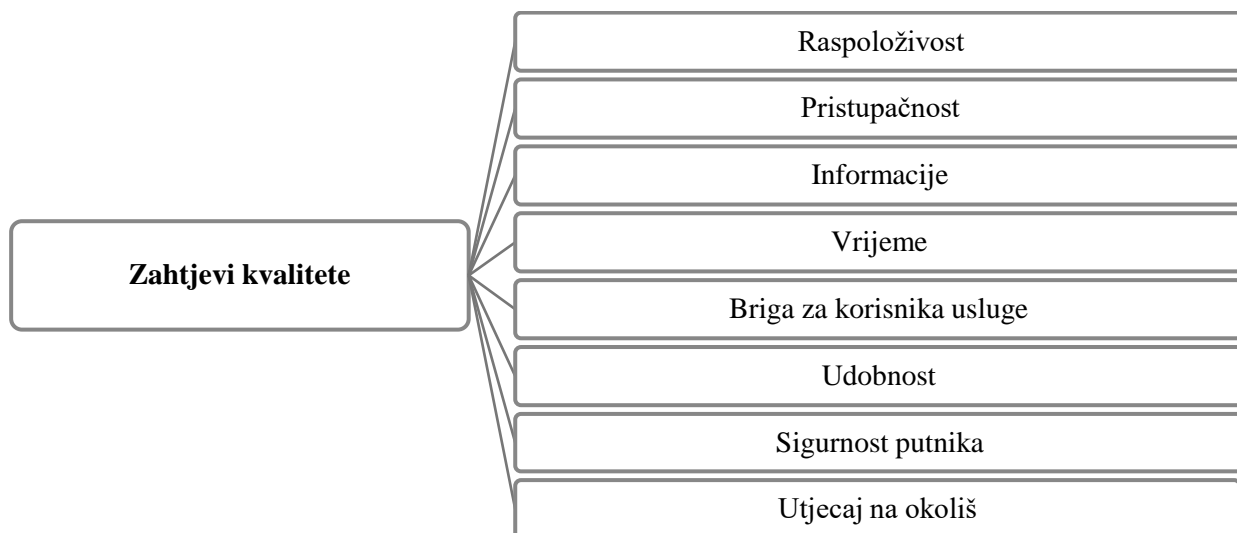 Zahtjevi kvalitete
Raspoloživost
Pristupačnost
Informacije
Vrijeme
Briga za korisnika usluge
Udobnost
Sigurnost putnika
Utjecaj na okoliš